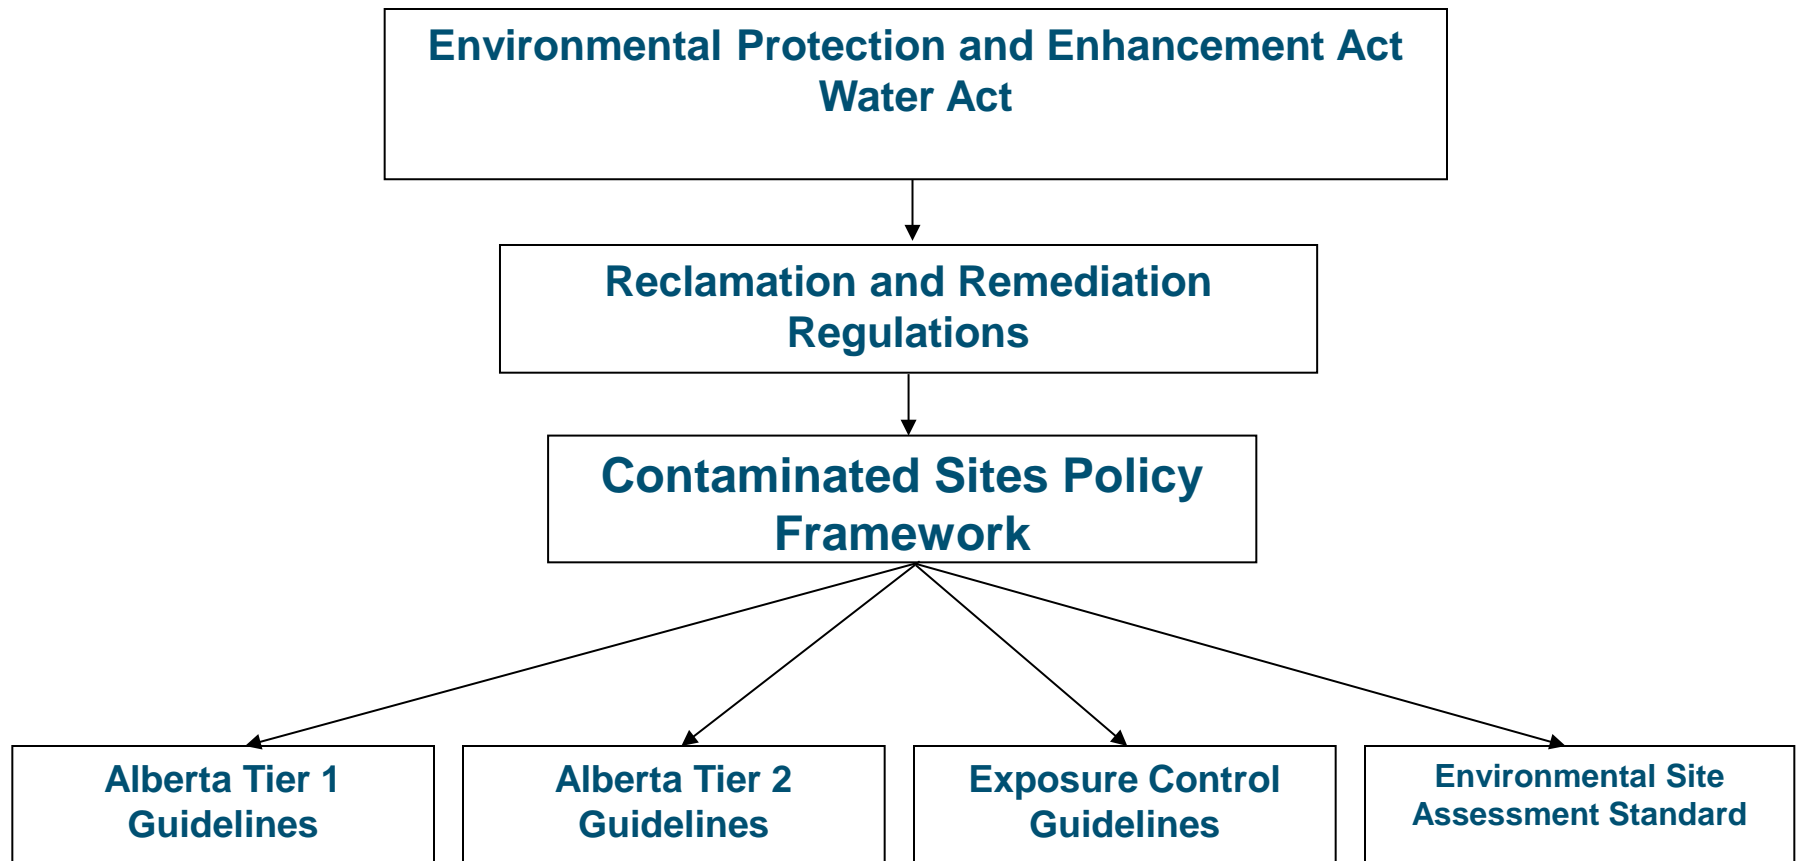 Environmental Protection and Enhancement Act
Water Act
Reclamation and Remediation
Regulations
Contaminated Sites Policy
Framework
Alberta Tier 1
Guidelines
Alberta Tier 2
Guidelines
Exposure Control
Guidelines
Environmental Site
Assessment Standard